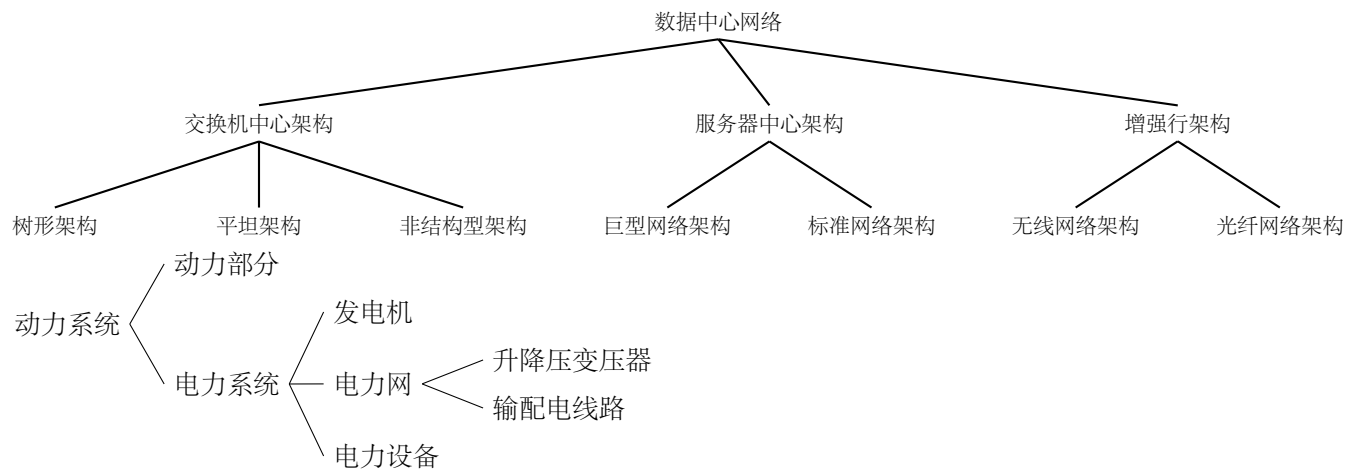 数据中心网络
交换机中心架构 服务器中心架构 增强行架构
树形架构 平坦架构 非结构型架构 巨型网络架构 标准网络架构 无线网络架构 光纤网络架构
动力部分
发电机
动力系统
升降压变压器
电力系统 电力网
输配电线路
电力设备